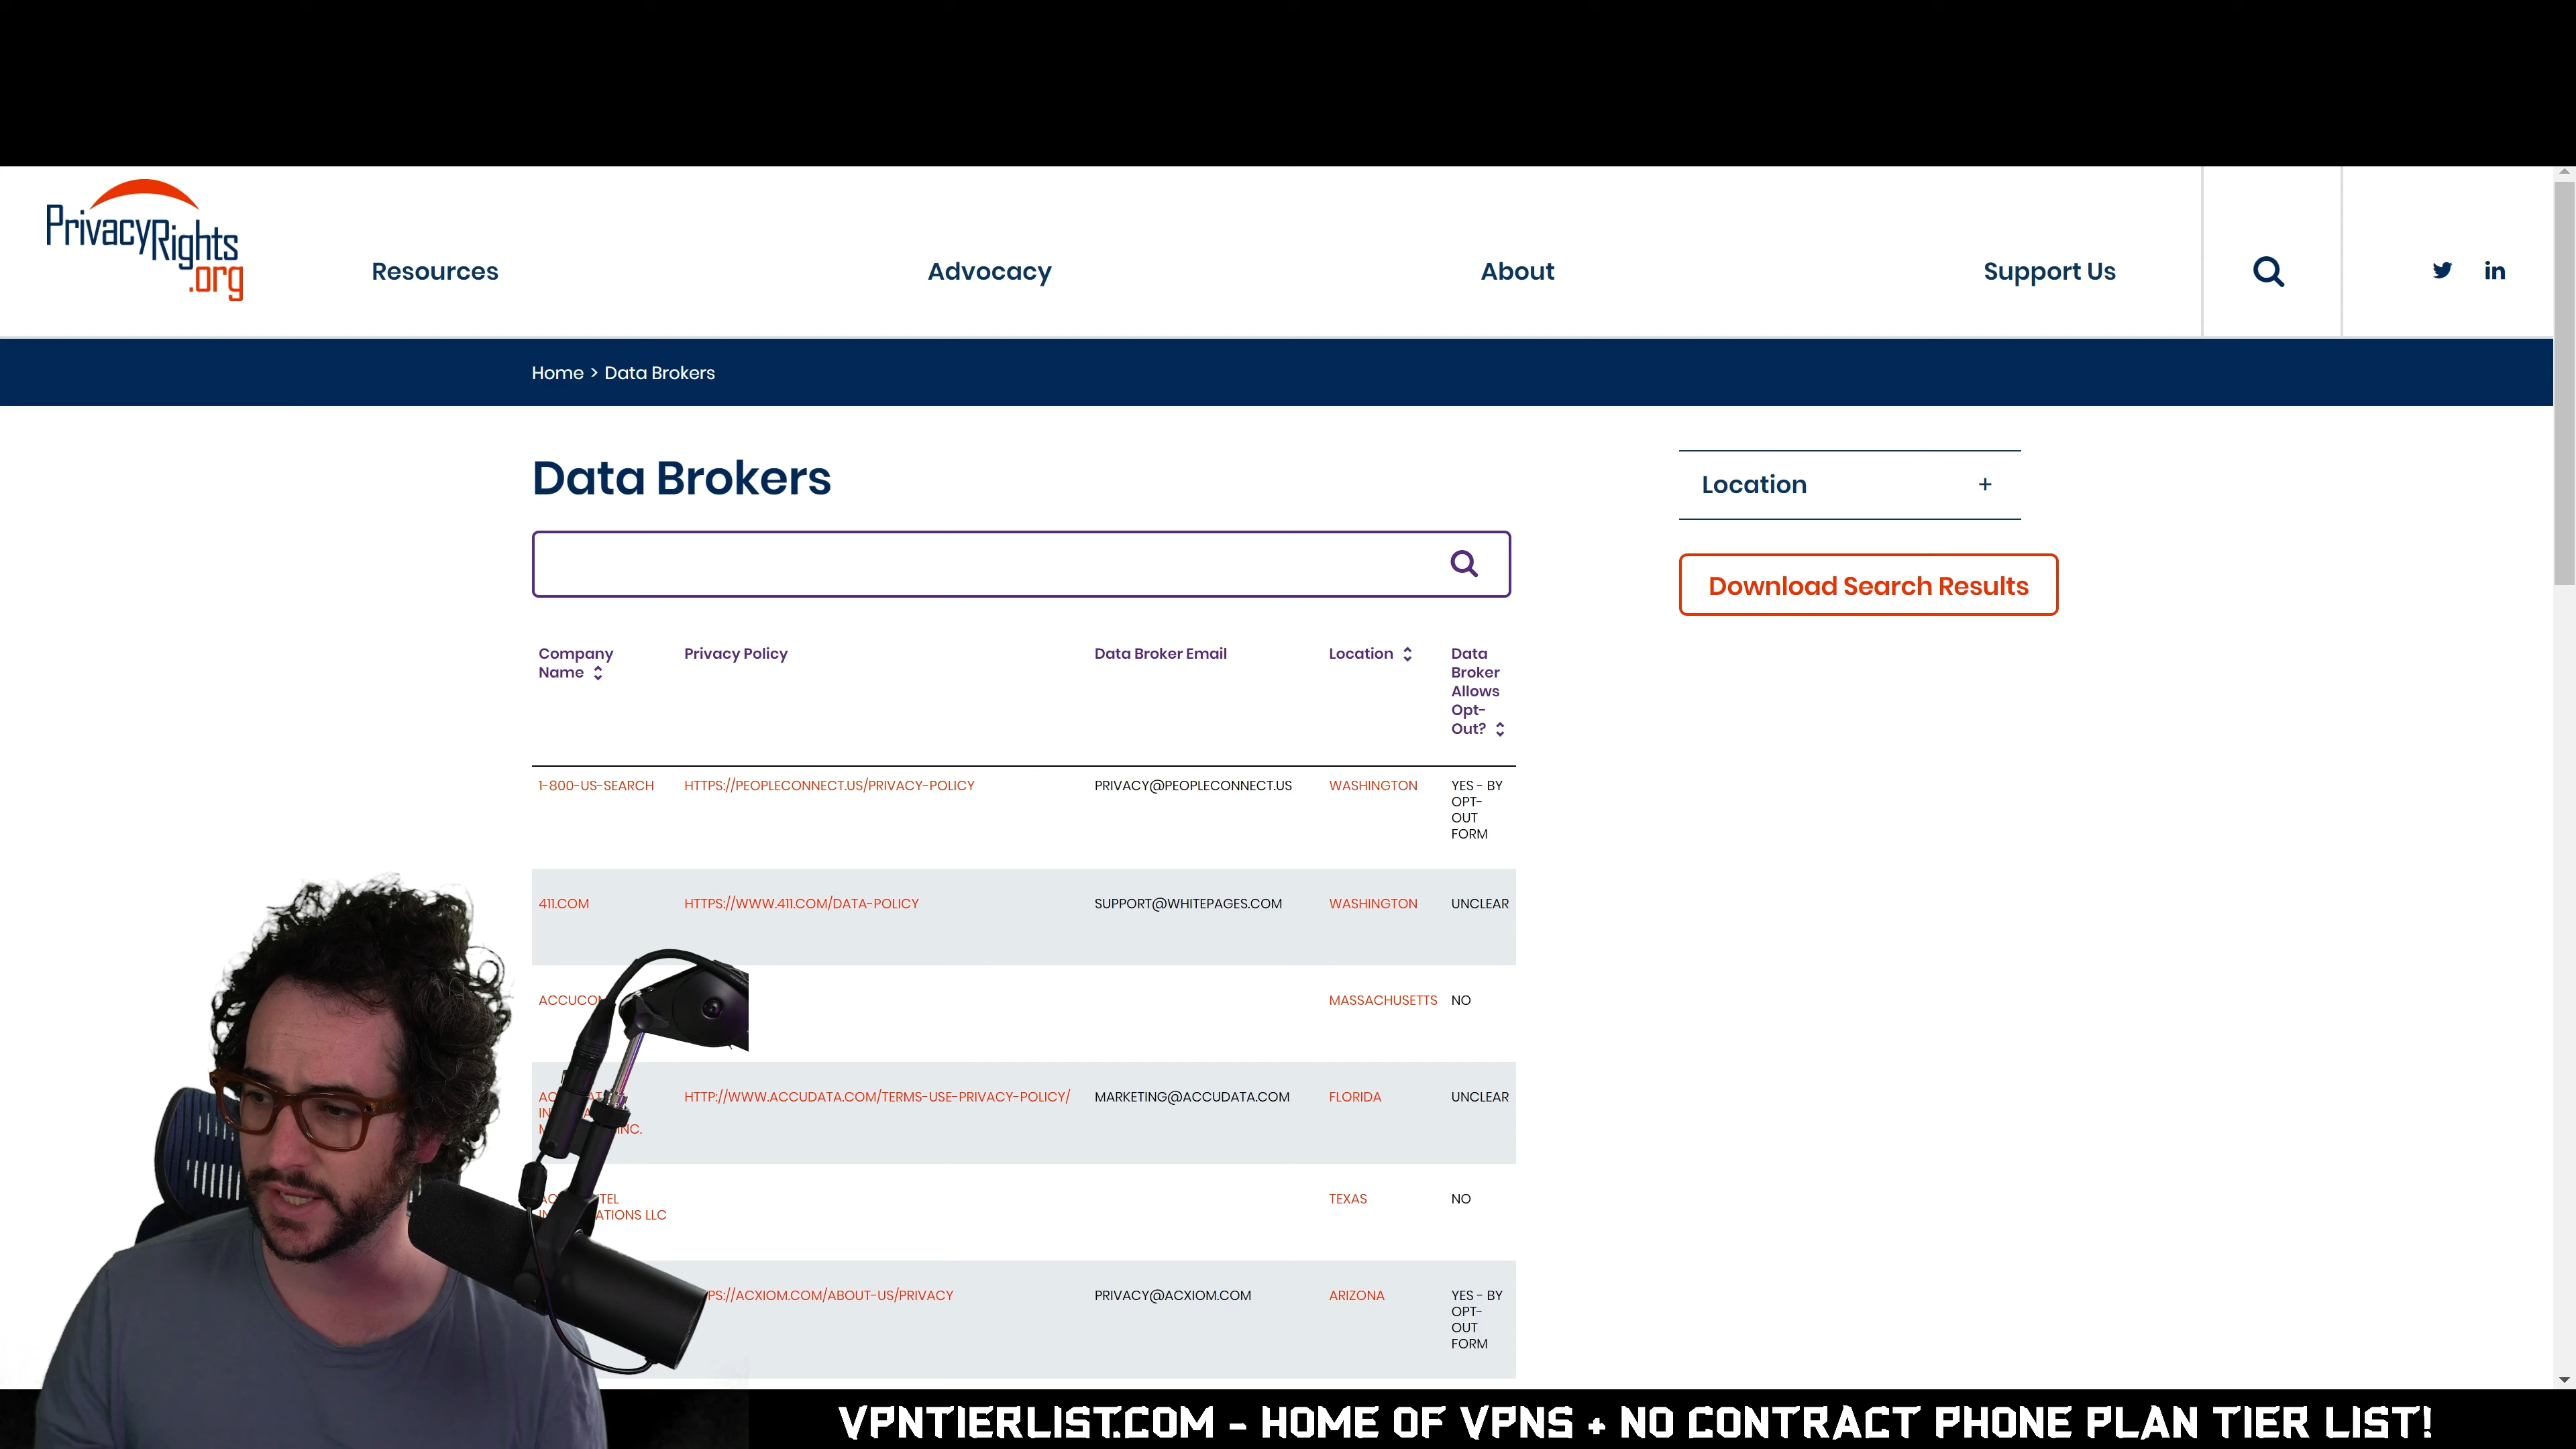 PrivacyRights
.org
Resources
Advocacy
About
Support Us
in
Home > Data Brokers
Data Brokers
Location +
Download Search Results
Company
Name
Privacy Policy
Data Broker Email
Location
Data
Broker
Allows
Opt-
Out?
1-800-US-SEARCH
HTTPS://PEOPLECONNECT.US/PRIVACY-POLICY
PRIVACY@PEOPLECONNECT.US
WASHINGTON
YES - BY
OPT-
OUT
FORM
411.COM
HTTPS://WWW.411.COM/DATA-POLICY
SUPPORT@WHITEPAGES.COM
WASHINGTON
UNCLEAR
MASSACHUSETTS
NO
INC.
HTTP://WWW.ACCUDATA.COM/TERMS-USE-PRIVACY-POLICY/
MARKETING@ACCUDATA.COM
FLORIDA
UNCLEAR
LLC
TEXAS
NO
PS://ACXIOM.COM/ABOUT-US/PRIVACY
PRIVACY@ACXIOM.COM
ARIZONA
YES - BY
OPT-
OUT
FORM
VPNTIERLIST.COM - HOME OF VPNS + NO CONTRACT PHONE PLAN TIER LIST!